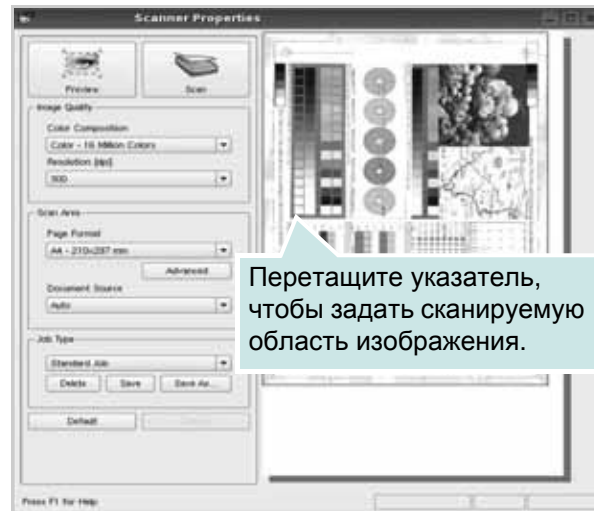 Scanner Properties
Preview
Scan
Image Quality
Color Composition
Color - 16 Million Colors
Resolution [dpi]
300
Scan Area
Page Format
A4 - 210x297 mm
Advanced
Document Source
Auto
Job Type
Standard Job
Delete Save Save As...
Default
Press F1 for Help
Перетащите указатель,
чтобы задать сканируемую
область изображения.